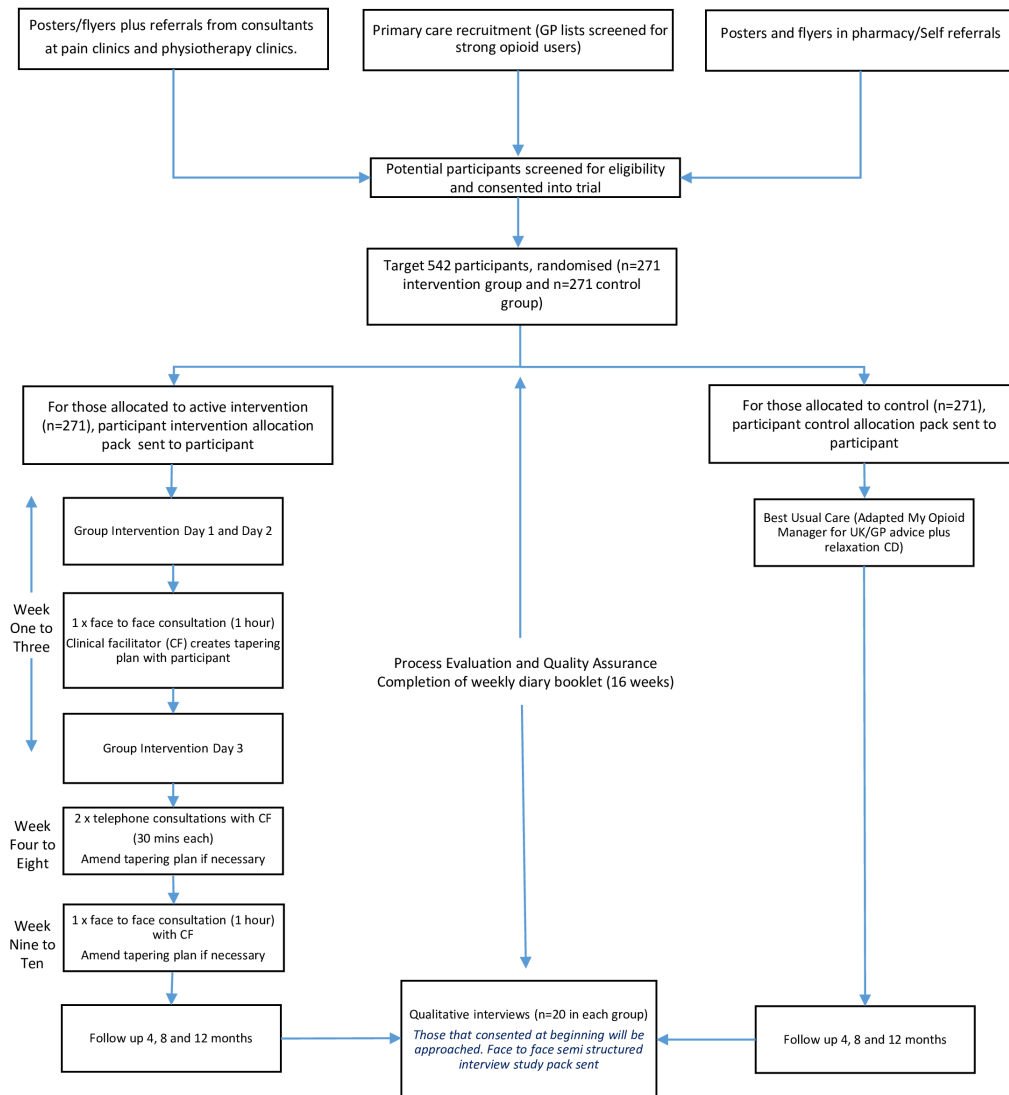 Posters/flyers plus referrals from consultants
at pain clinics and physiotherapy clinics.
Primary care recruitment (GP lists screened for
strong opioid users)
Posters and flyers in pharmacy/Self referrals
Potential participants screened for eligibility
and consented into trial
Target 542 participants, randomised (n=271
intervention group and n=271 control
group)
For those allocated to active intervention
(n=271), participant intervention allocation
pack sent to participant
For those allocated to control (n=271),
participant control allocation pack sent to
participant
Week
One to
Three
Group Intervention Day 1 and Day 2
1 x face to face consultation (1 hour)
Clinical facilitator (CF) creates tapering
plan with participant
Group Intervention Day 3
Best Usual Care (Adapted My Opioid
Manager for UK/GP advice plus
relaxation CD)
Process Evaluation and Quality Assurance
Completion of weekly diary booklet (16 weeks)
Week
Four to
Eight
2 x telephone consultations with CF
(30 mins each)
Amend tapering plan if necessary
Week
Nine to
Ten
1 x face to face consultation (1 hour)
with CF
Amend tapering plan if necessary
Follow up 4, 8 and 12 months
Qualitative interviews (n=20 in each group)
Those that consented at beginning will be
approached. Face to face semi structured
interview study pack sent
Follow up 4, 8 and 12 months